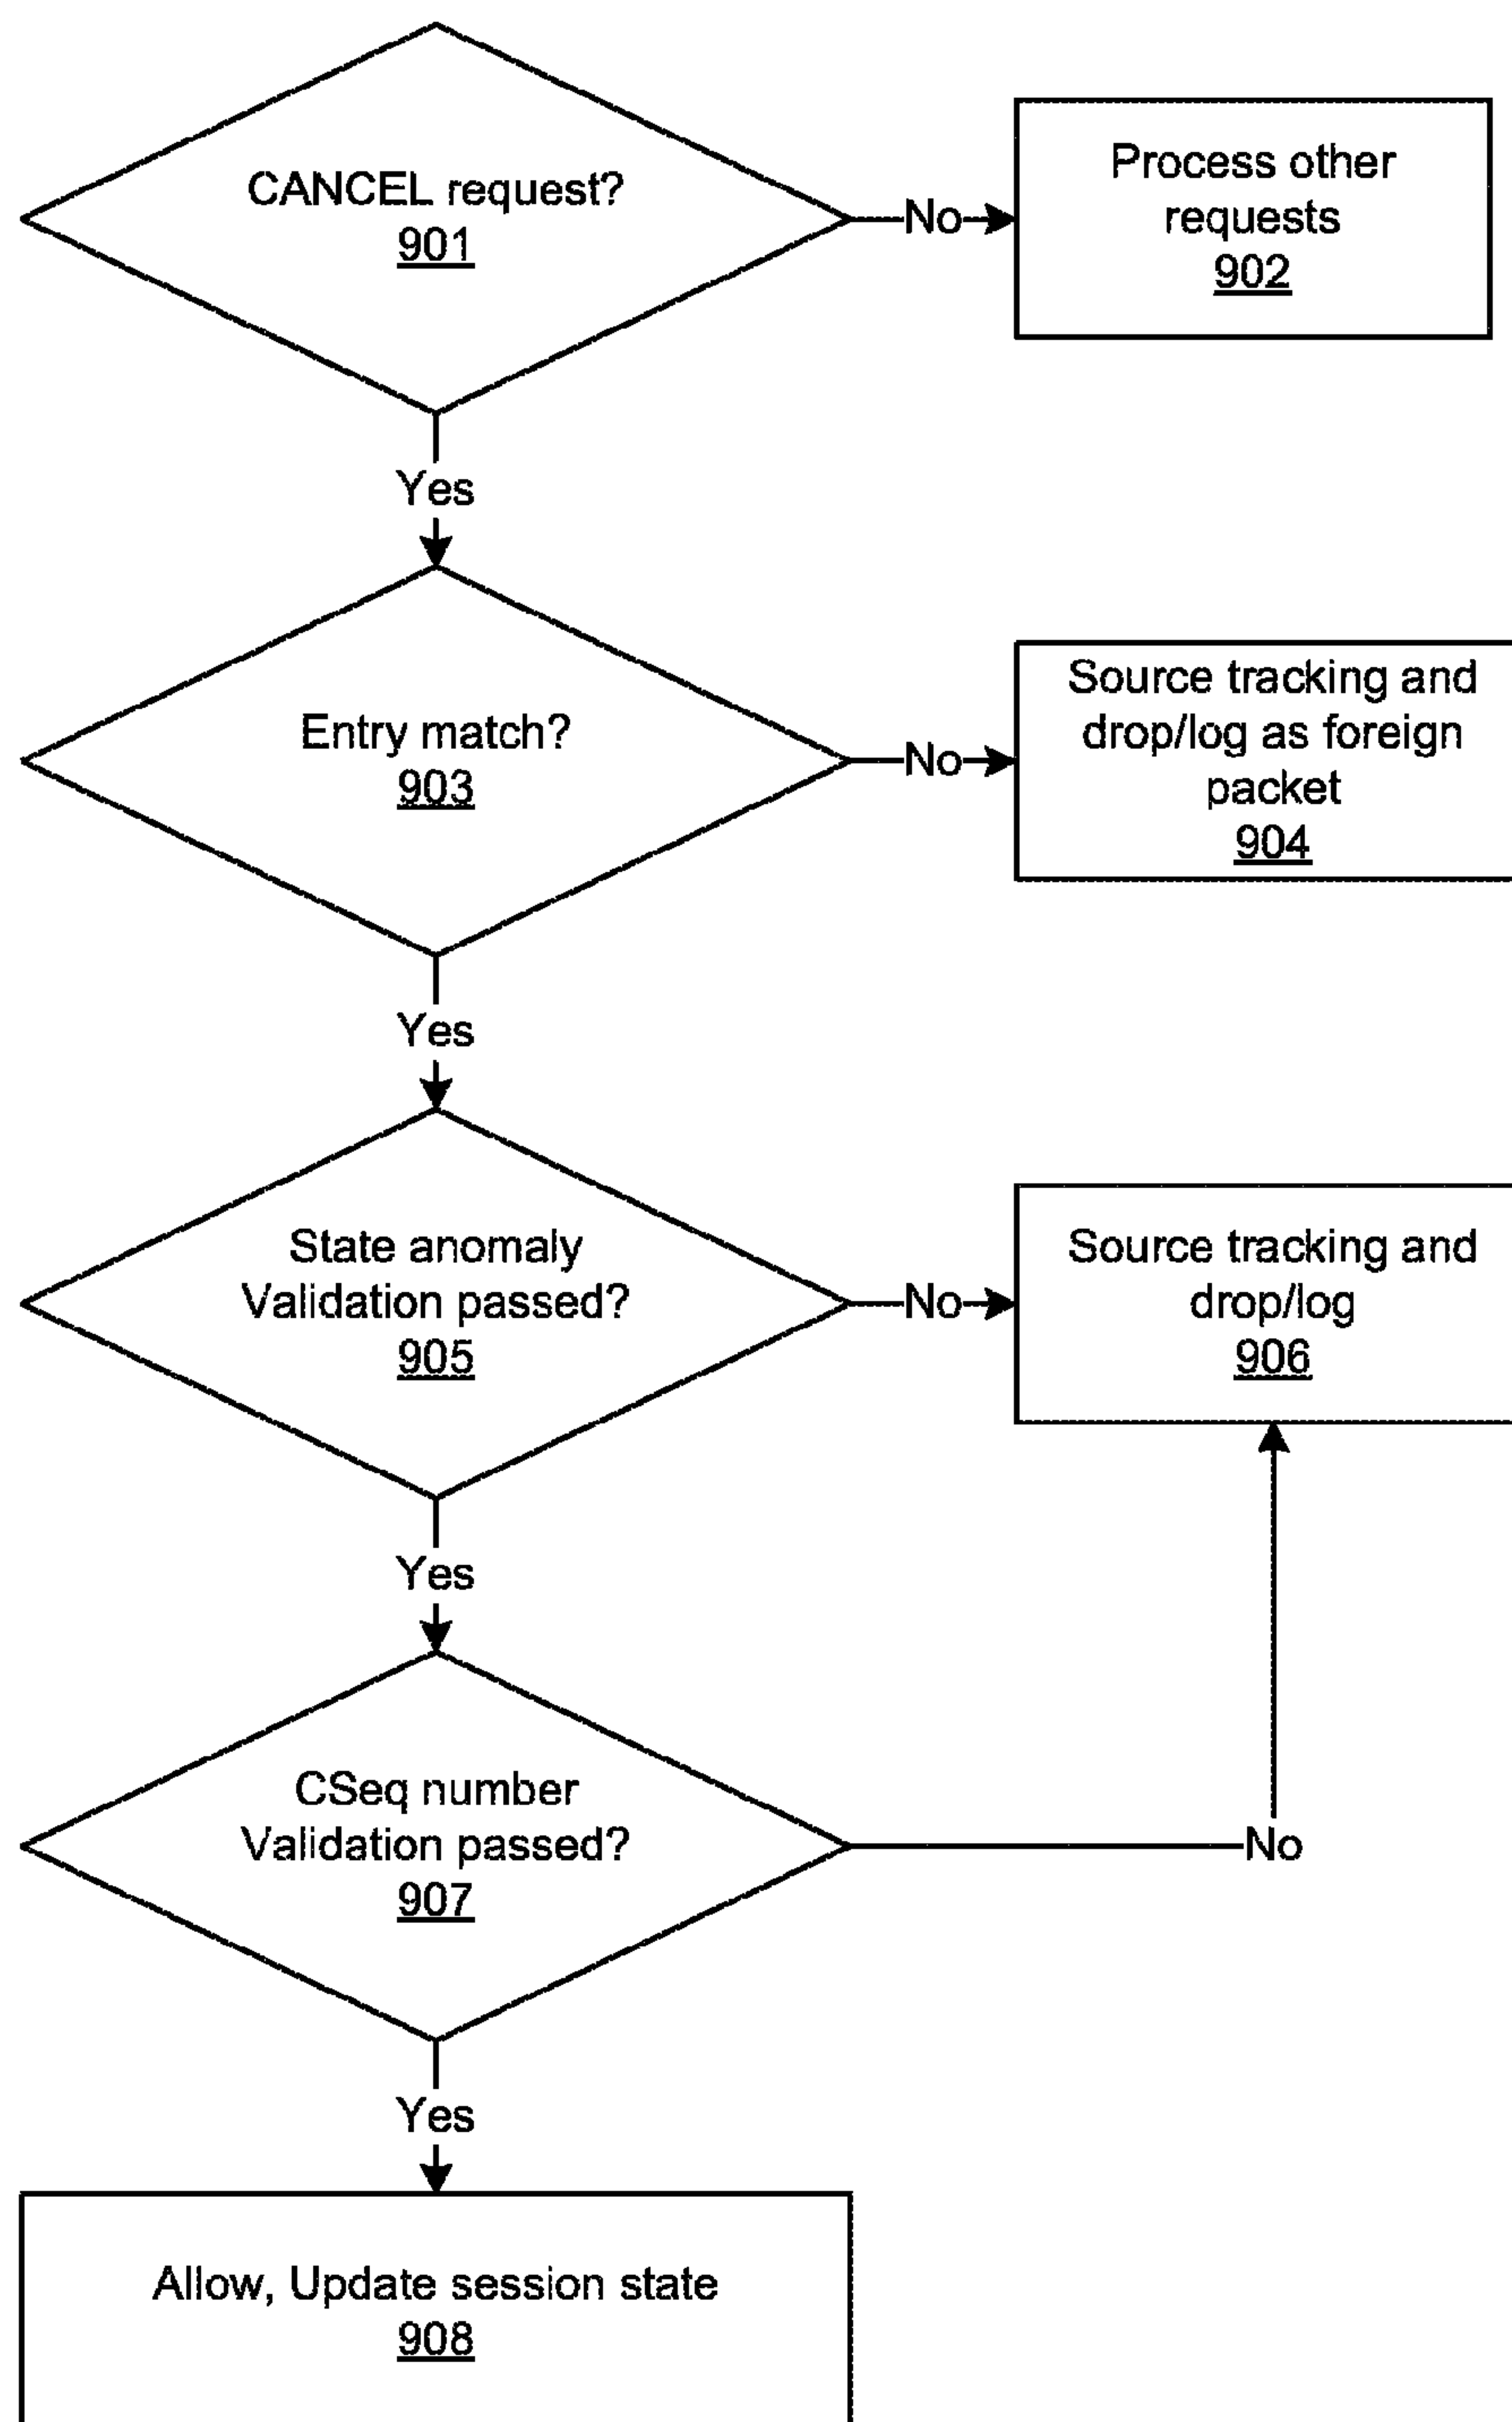 CANCEL request?
901
No
Process other
requests
902
Yes
Entry match?
903
No
Source tracking and
drop/log as foreign
packet
904
Yes
State anomaly
Validation passed?
905
No
Source tracking and
drop/log
906
Yes
CSeq number
Validation passed?
907
No
Yes
Allow, Update session state
908